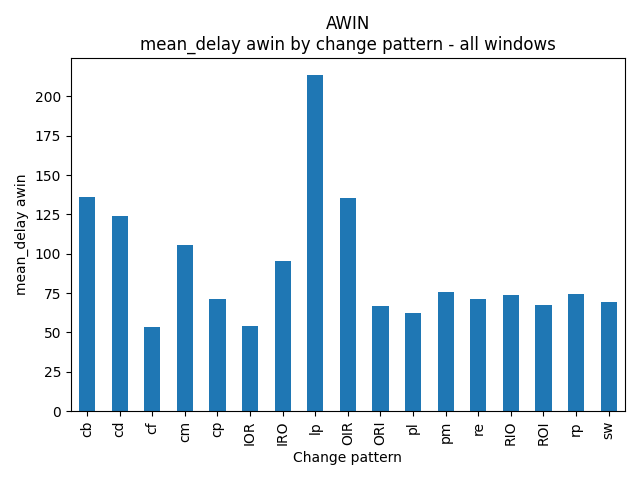 AWIN
mean_delay awin by change pattern - all windows
mean_delay awin
200
175
150
125
100
75
50
25
0
cb
cd
cf
cm
cp
IOR
IRO
lp
OIR
ORI
pl
pm
re
RIO
ROI
rp
sw
Change pattern